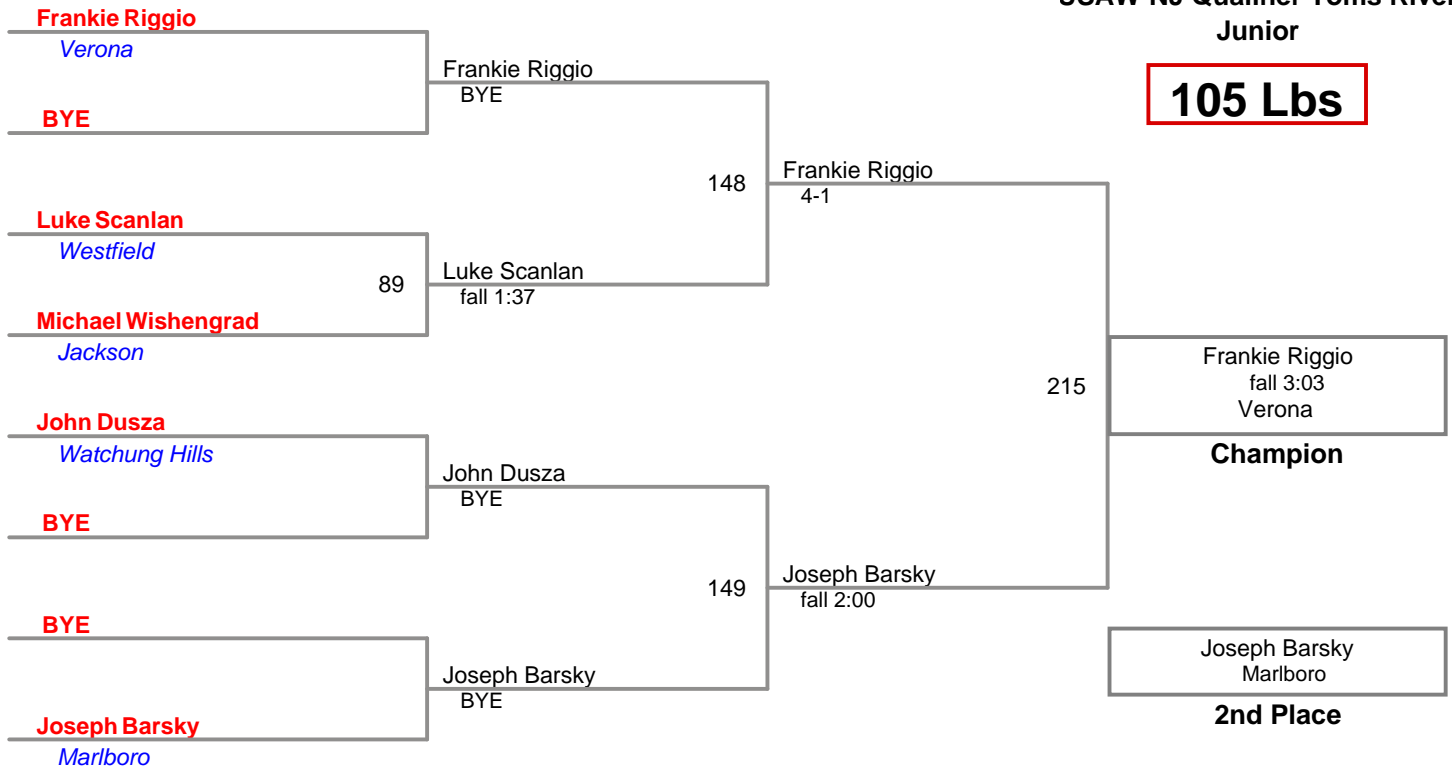 Qualifier Toms River
Junior
105 Lbs
Frankie Riggio
Verona
BYE
Luke Scanlan
Westfield
Michael Wishengrad
Jackson
John Dusza
Watchung Hills
BYE
BYE
Joseph Barsky
Marlboro
89
Frankie Riggio
BYE
Luke Scanlan
fall 1:37
John Dusza
BYE
Joseph Barsky
BYE
148
149
Frankie Riggio
4-1
Joseph Barsky
fall 2:00
215
Frankie Riggio
fall 3:03
Verona
Champion
Joseph Barsky
Marlboro
2nd Place